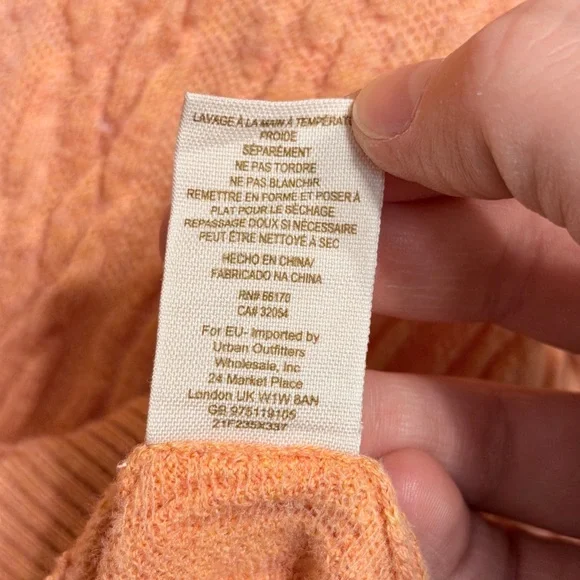 LAVAGE À LA MAIN À TEMPÉRAT
FROIDE
SÉPARÉMENT
NE PAS TORDRE
NE PAS BLANCHIR
REMETTRE EN FORME ET POSER À
PLAT POUR LE SÉCHAGE
REPASSAGE DOUX SI NÉCESSAIRE
PEUT ÊTRE NETTOYÉ À SEC
HECHO EN CHINA/
FABRICADO NA CHINA
RN# 66170
CA# 32054
For EU- Imported by
Urban Outfitters
Wholesale, Inc
24 Market Place
London UK W1W 8AN
GB 975119105
21F235X337